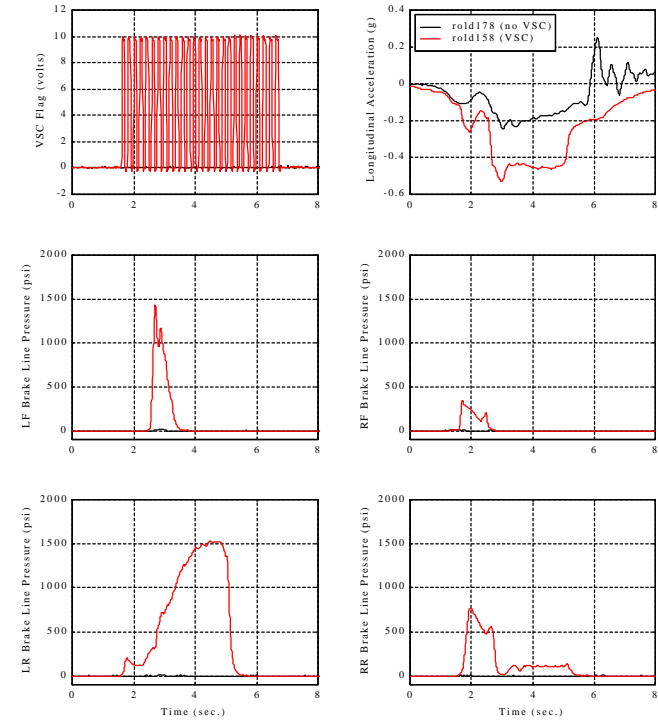 VSC Flag (volts)
12
10
8
6
4
2
0
-2
0 2 4 6 8
Longitudinal Acceleration (g)
0.4
0.2
0
-0.2
-0.4
-0.6
0 2 4 6 8
rold178 (no VSC)
rold158 (VSC)
LF Brake Line Pressure (psi)
2000
1500
1000
500
0
0 2 4 6 8
RF Brake Line Pressure (psi)
2000
1500
1000
500
0
0 2 4 6 8
LR Brake Line Pressure (psi)
2000
1500
1000
500
0
0 2 4 6 8
Time (sec.)
RR Brake Line Pressure (psi)
2000
1500
1000
500
0
0 2 4 6 8
Time (sec.)